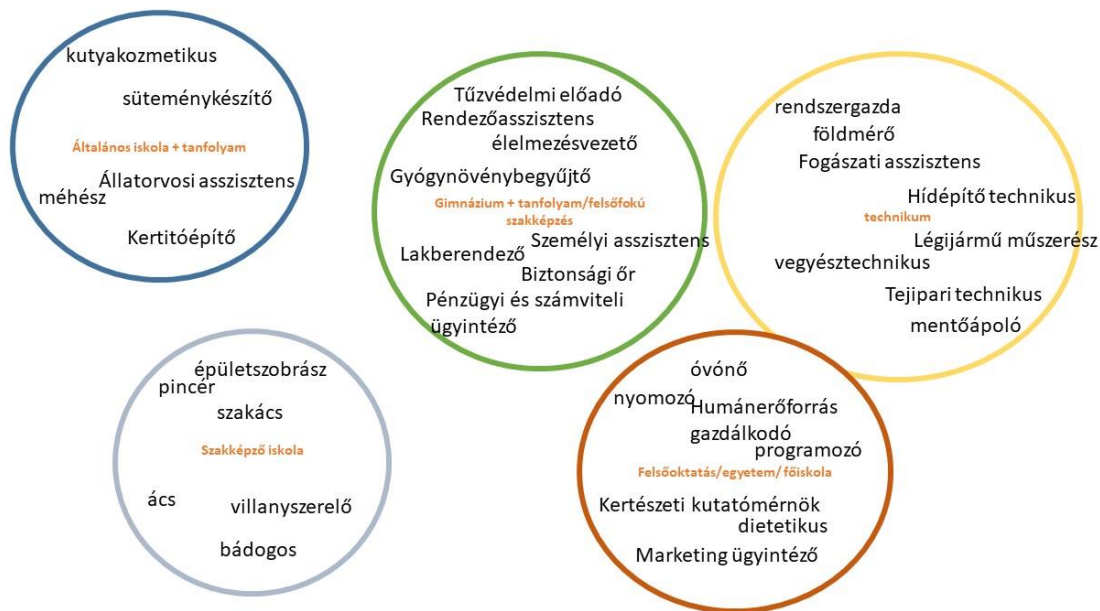 kutyakozmetikus
süteménykészítő
Általános iskola + tanfolyam
Állatorvosi asszisztens
méhész
Kertitóépítő
Tűzvédelmi előadó
Rendezőasszisztens
élelmezésvezető
Gyógynövénybegyűjtő
Gimnázium + tanfolyam/felsőfokú
szakképzés
Személyi asszisztens
Lakberendező
Biztonsági őr
Pénzügyi és számviteli
ügyintéző
rendszergazda
földmérő
Fogászati asszisztens
Hídépítő technikus
technikum
Légijármű műszerész
vegyésztechnikus
Tejipari technikus
mentőápoló
épületszobrász
pincér
szakács
Szakképző iskola
ács
villanyszerelő
bádogos
óvónő
nyomozó
Humánerőforrás
gazdálkodó
programozó
Felsőoktatás/egyetem/ főiskola
Kertészeti kutatómérnök
dietetikus
Marketing ügyintéző